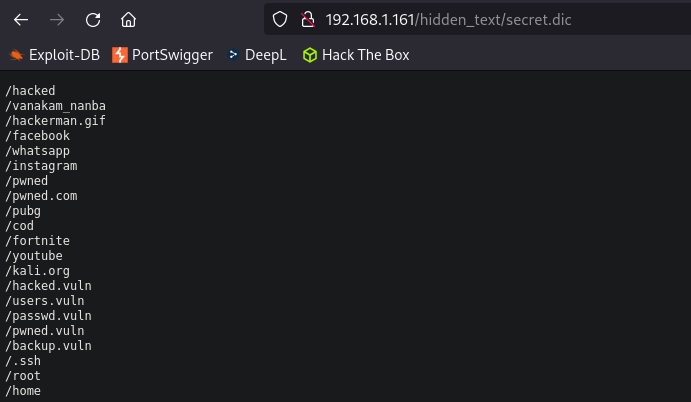 192.168.1.161/hidden_text/secret.dic
Exploit-DB PortSwigger DeepL Hack The Box
/hacked
/vanakam_nanba
/hackerman.gif
/facebook
/whatsapp
/instagram
/pwned
/pwned.com
/pubg
/cod
/fortnite
/youtube
/kali.org
/hacked.vuln
/users.vuln
/passwd.vuln
/pwned.vuln
/backup.vuln
/.ssh
/root
/home